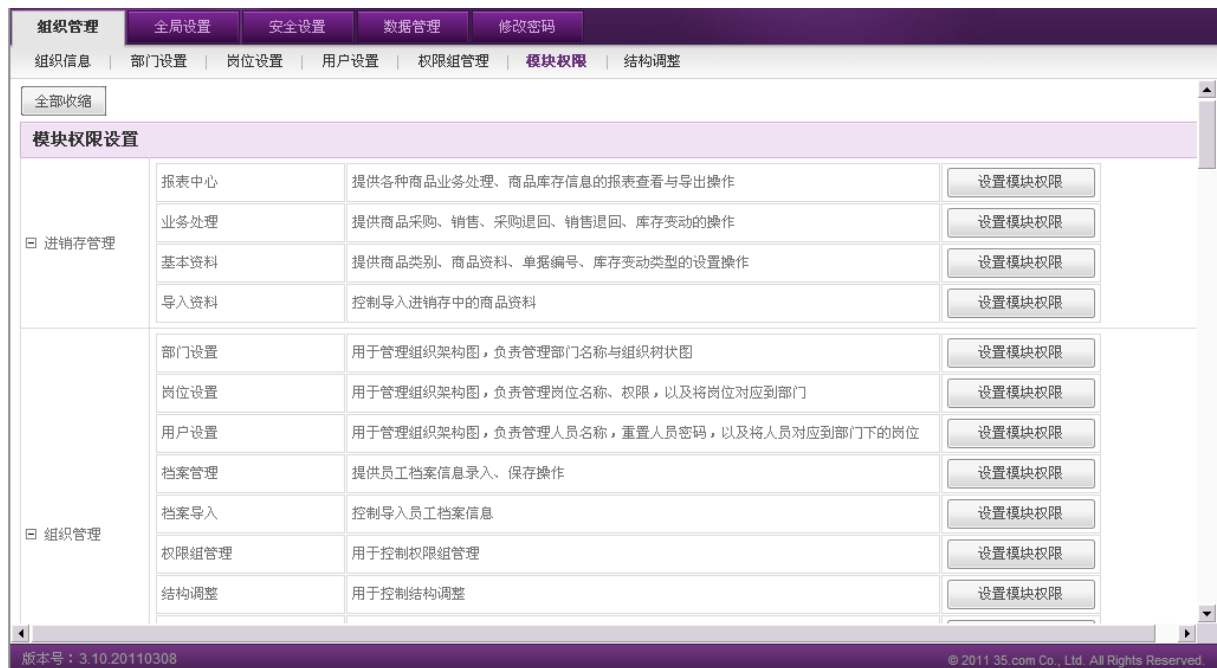 组织管理 全局设置 安全设置 数据管理 修改密码
组织信息 | 部门设置 | 岗位设置 | 用户设置 | 权限组管理 | 模块权限 | 结构调整
全部收缩
模块权限设置
进销存管理
报表中心 提供各种商品业务处理、商品库存信息的报表查看与导出操作 设置模块权限
业务处理 提供商品采购、销售、采购退回、销售退回、库存变动的操作 设置模块权限
基本资料 提供商品类别、商品资料、单据编号、库存变动类型的设置操作 设置模块权限
导入资料 控制导入进销存中的商品资料 设置模块权限
组织管理
部门设置 用于管理组织架构图，负责管理部门名称与组织树状图 设置模块权限
岗位设置 用于管理组织架构图，负责管理岗位名称、权限，以及将岗位对应到部门 设置模块权限
用户设置 用于管理组织架构图，负责管理人员名称，重置人员密码，以及将人员对应到部门下的岗位 设置模块权限
档案管理 提供员工档案信息录入、保存操作 设置模块权限
档案导入 控制导入员工档案信息 设置模块权限
权限组管理 用于控制权限组管理 设置模块权限
结构调整 用于控制结构调整 设置模块权限
版本号：3.10.20110308 © 2011 35.com Co., Ltd. All Rights Reserved.